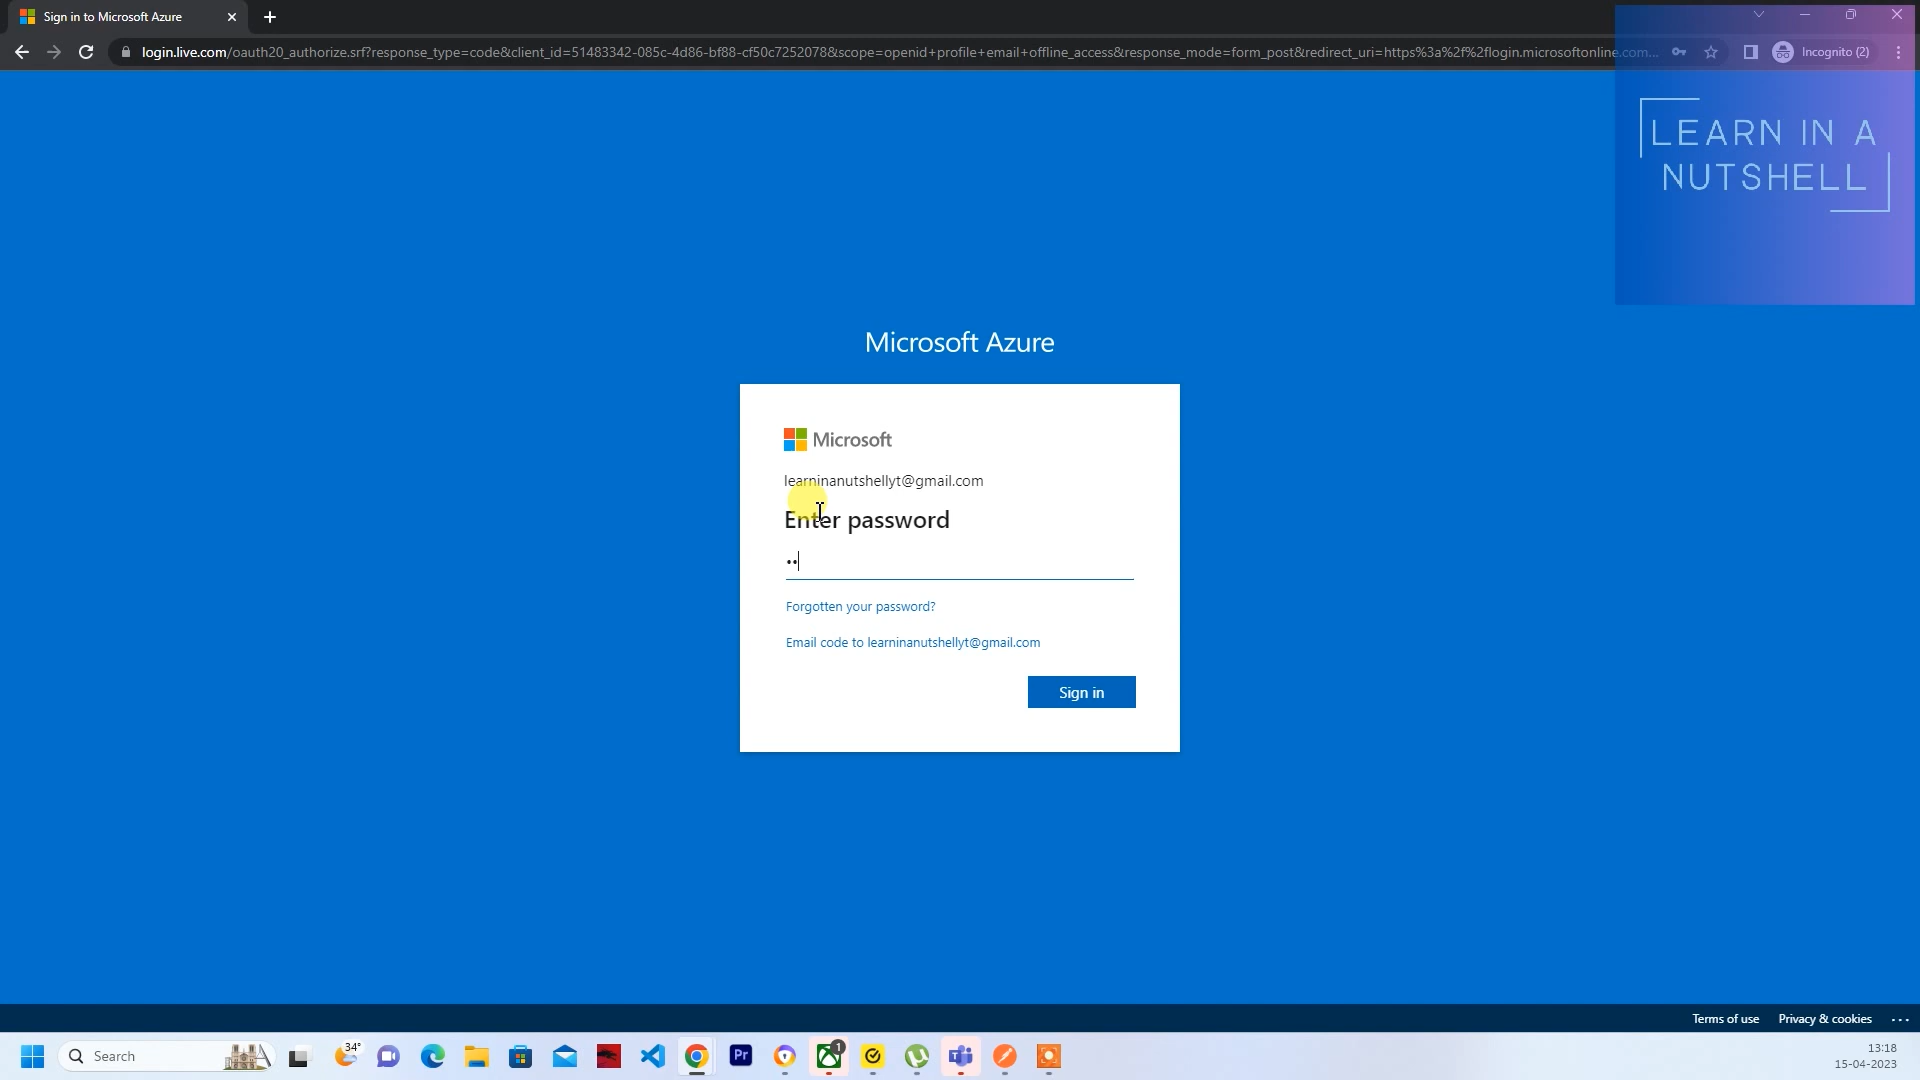 Sign in to Microsoft Azure
login.live.com/oauth20_authorize.srf?response_type=code&client_id=51483342-085c-4d86-bf88-cf50c7252078&scope=openid+profile+email+offline_access&response_mode=form_post&redirect_uri=https%3a%2f%2flogin.microsoftonline.com...
Incognito (2)
LEARN IN A
NUTSHELL
Microsoft Azure
Microsoft
learninanutshellyt@gmail.com
Enter password
Forgotten your password?
Email code to learninanutshellyt@gmail.com
Sign in
Terms of use
Privacy & cookies
Search
34°
Pr
1
13:18
15-04-2023